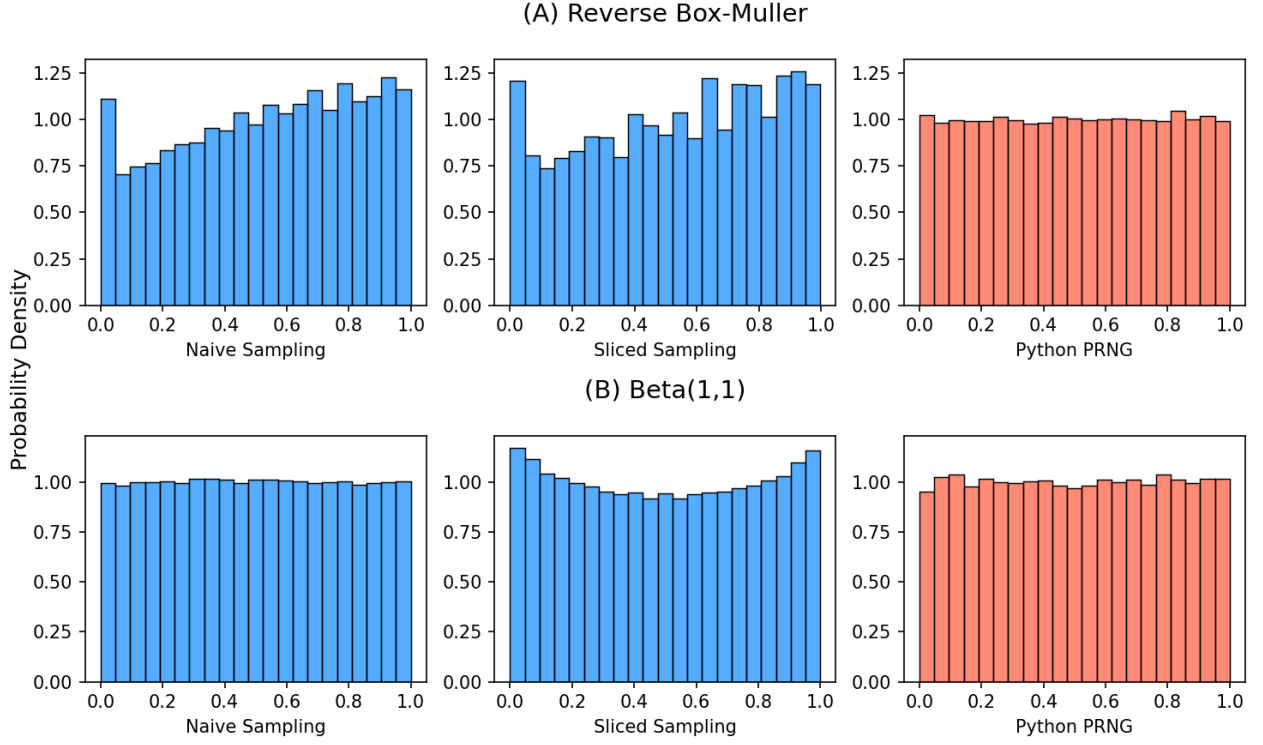 (A) Reverse Box-Muller
Probability Density
1.25
1.00
0.75
0.50
0.25
0.00
0.0 0.2 0.4 0.6 0.8 1.0
Naive Sampling
1.25
1.00
0.75
0.50
0.25
0.00
0.0 0.2 0.4 0.6 0.8 1.0
Sliced Sampling
1.25
1.00
0.75
0.50
0.25
0.00
0.0 0.2 0.4 0.6 0.8 1.0
Python PRNG
(B) Beta(1,1)
1.00
0.75
0.50
0.25
0.00
0.0 0.2 0.4 0.6 0.8 1.0
Naive Sampling
1.00
0.75
0.50
0.25
0.00
0.0 0.2 0.4 0.6 0.8 1.0
Sliced Sampling
1.00
0.75
0.50
0.25
0.00
0.0 0.2 0.4 0.6 0.8 1.0
Python PRNG